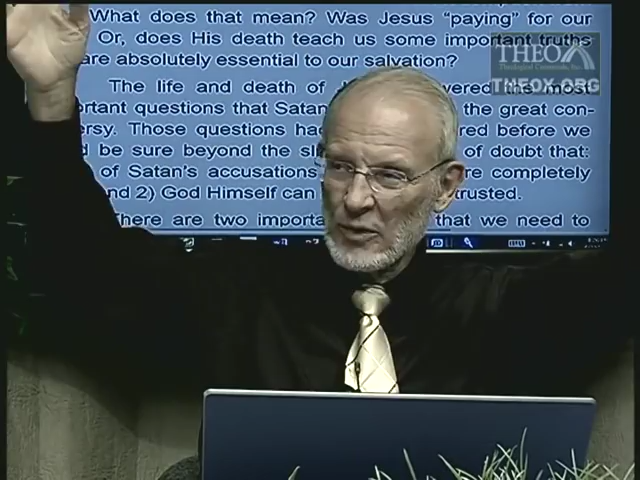 What does that mean? Was Jesus "paying" for our
Or, does His death teach us some important truths
are absolutely essential to our salvation?
The life and death of
the most
questions that Satan
the great con-
Those questions
before we
be sure beyond the
of doubt that:
of Satan's accusations
completely
2) God Himself can
There are two
that we need to
THEO
THEOX.ORG